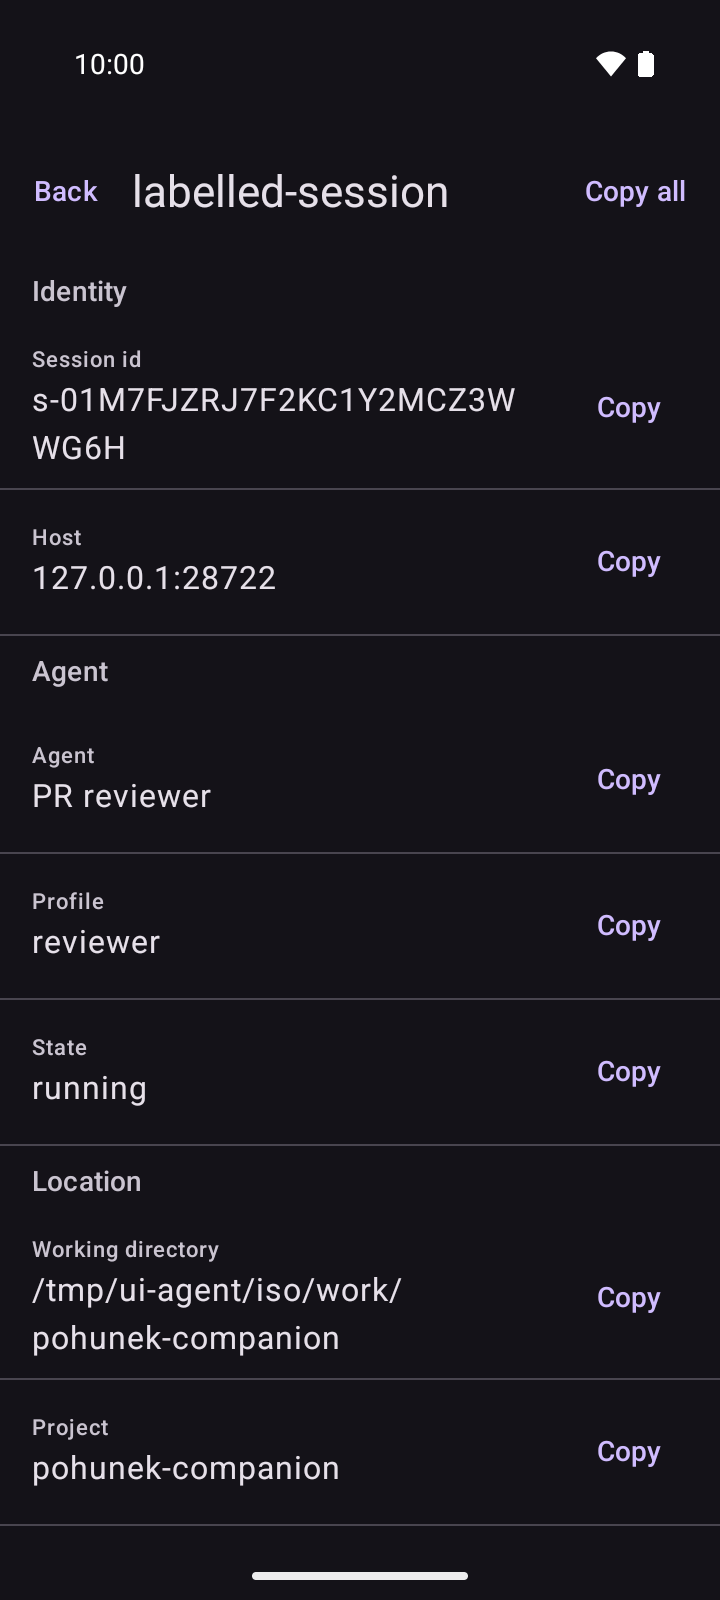 10:00
Back labelled-session Copy all
Identity
Session id
s-01M7FJZRJ7F2KC1Y2MCZ3W
WG6H
Copy
Host
127.0.0.1:28722
Copy
Agent
Agent
PR reviewer
Copy
Profile
reviewer
Copy
State
running
Copy
Location
Working directory
/tmp/ui-agent/iso/work/
pohunek-companion
Copy
Project
pohunek-companion
Copy